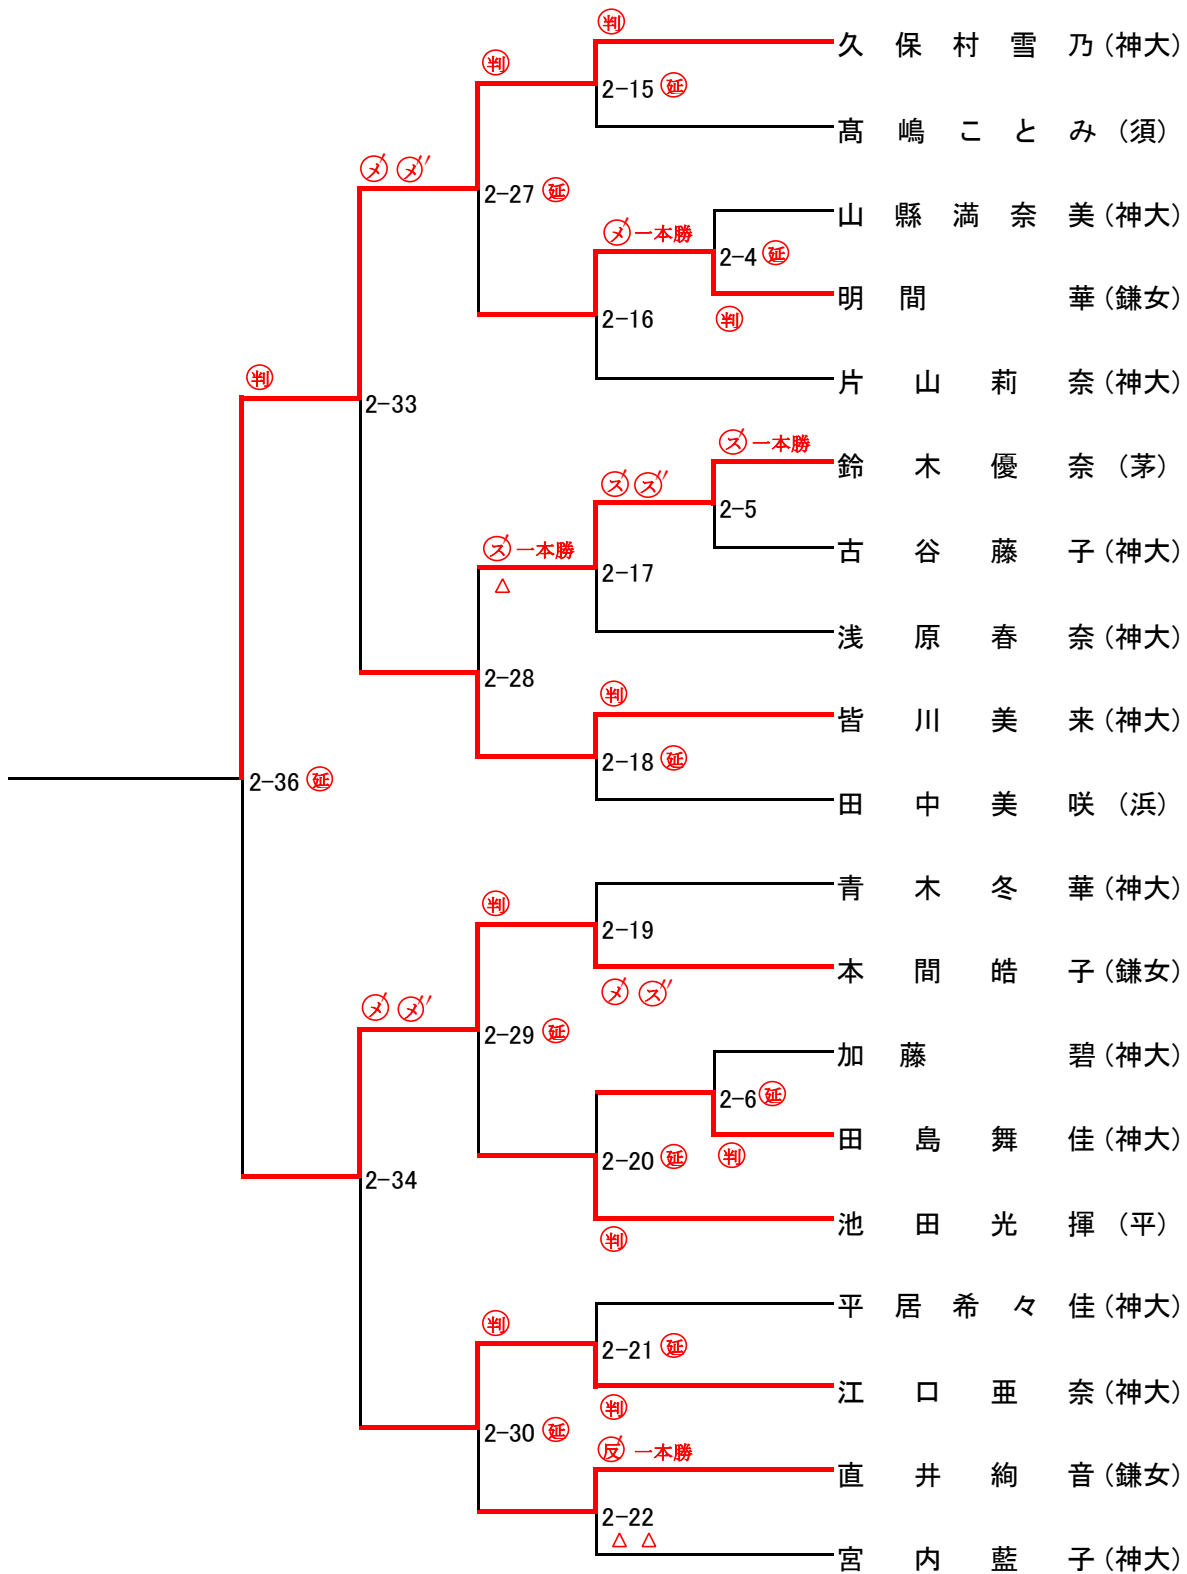 判
久保村雪乃(神大)
判
2-15 延
髙嶋ことみ(須)
メ メ
2-27 延
山縣満奈美(神大)
メ 一本勝
2-4 延
明間華(鎌女)
2-16
判
判
片山莉奈(神大)
2-33
ス 一本勝
鈴木優奈(茅)
ス ス
2-5
ス 一本勝
古谷藤子(神大)
2-17
△
浅原春奈(神大)
2-28
判
皆川美来(神大)
2-18 延
2-36 延
田中美咲(浜)
青木冬華(神大)
判
2-19
本間皓子(鎌女)
メ ス
メ メ
2-29 延
加藤碧(神大)
2-6 延
田島舞佳(神大)
2-20 延
判
2-34
池田光揮(平)
判
平居希々佳(神大)
判
2-21 延
江口亜奈(神大)
判
2-30 延
反 一本勝
直井絢音(鎌女)
2-22
△ △
宮内藍子(神大)